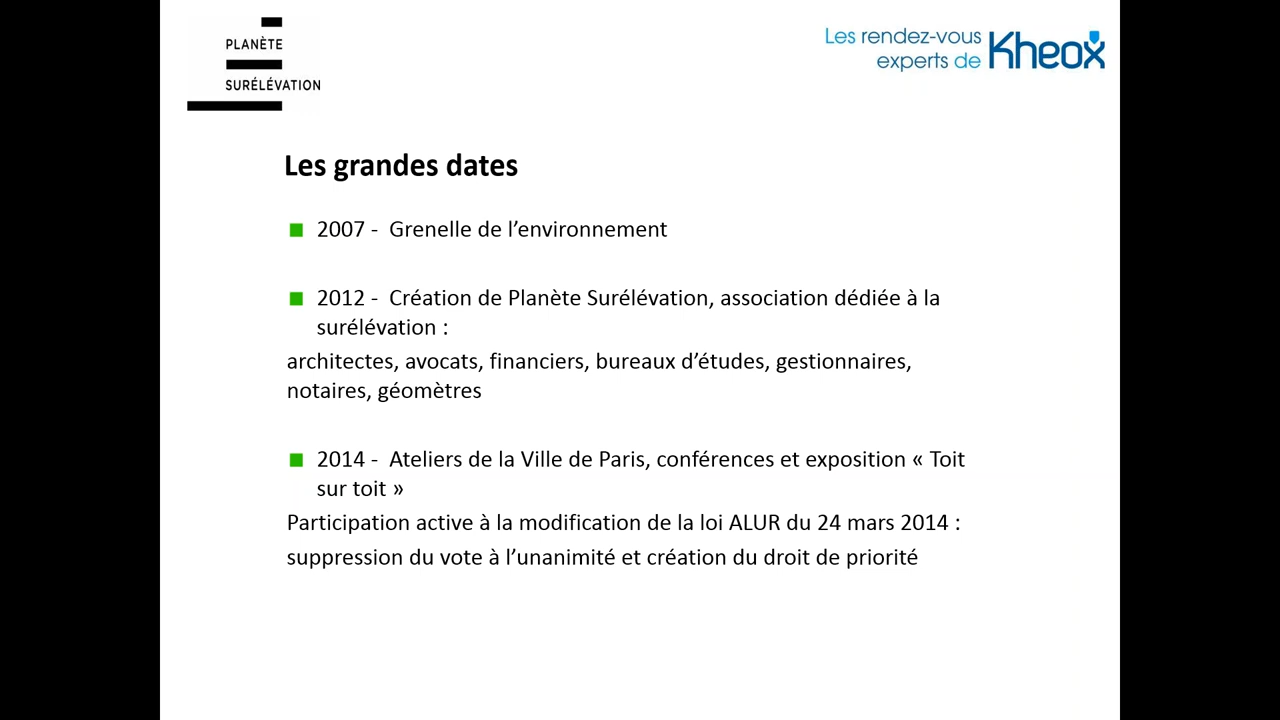 PLANÈTE
SURÉLÉVATION
Les rendez-vous
experts de Kheox
Les grandes dates
2007 - Grenelle de l’environnement
2012 - Création de Planète Surélévation, association dédiée à la
surélévation :
architectes, avocats, financiers, bureaux d’études, gestionnaires,
notaires, géomètres
2014 - Ateliers de la Ville de Paris, conférences et exposition « Toit
sur toit »
Participation active à la modification de la loi ALUR du 24 mars 2014 :
suppression du vote à l’unanimité et création du droit de priorité